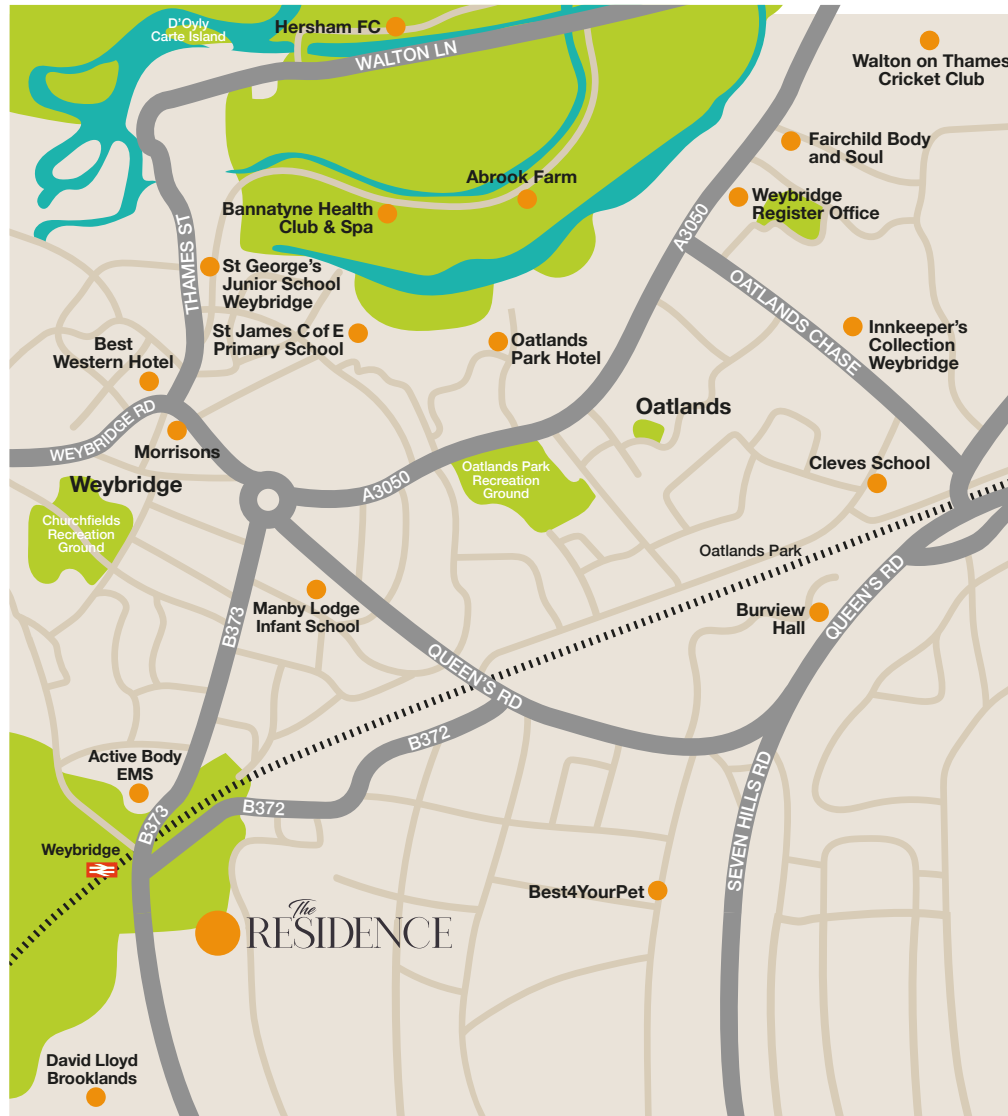 D'Oyly
Carte Island
Hersham FC
WALTON LN
Walton on Thames
Cricket Club
Fairchild Body
and Soul
Abrook Farm
Weybridge
Register Office
Bannatyne Health
Club & Spa
A3050
THAMES ST
St George's
Junior School
Weybridge
OATLANDS CHASE
St James C of E
Primary School
Oatlands
Park Hotel
Innkeeper's
Collection
Weybridge
Best
Western Hotel
Oatlands
WEYBRIDGE RD
Morrisons
Weybridge
A3050
Oatlands Park
Recreation
Ground
Cleves School
Churchfields
Recreation
Ground
Oatlands Park
Manby Lodge
Infant School
B373
Burview
Hall
QUEEN'S RD
QUEEN'S RD
B372
Active Body
EMS
B372
B373
SEVEN HILLS RD
Weybridge
Best4YourPet
The
RESIDENCE
David Lloyd
Brooklands